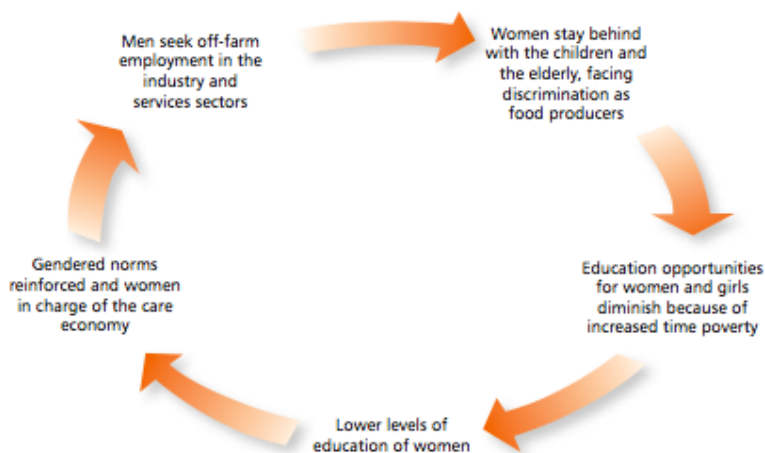 Men seek off-farm
employment in the
industry and
services sectors
Women stay behind
with the children and
the elderly, facing
discrimination as
food producers
Education opportunities
for women and girls
diminish because of
increased time poverty
Lower levels of
education of women
Gendered norms
reinforced and women
in charge of the care
economy